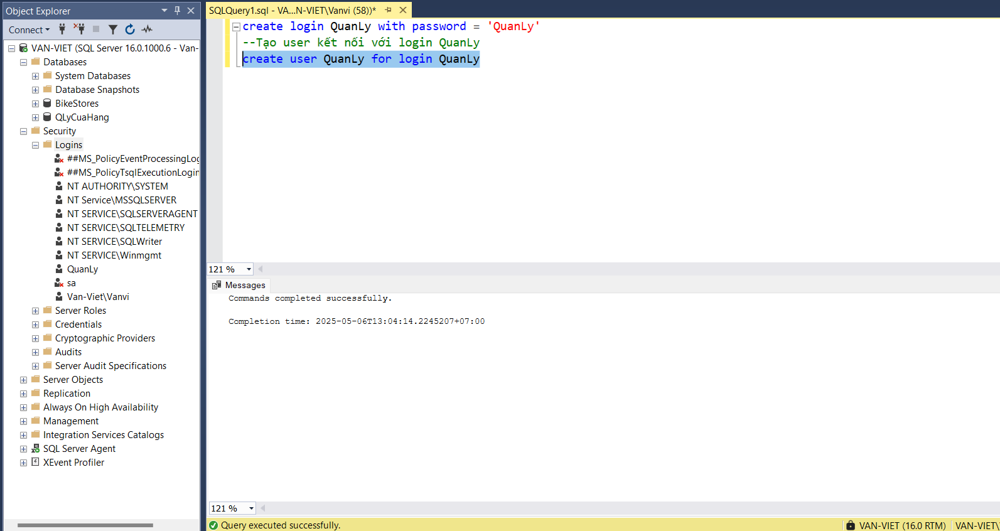 Object Explorer
Connect
VAN-VIET (SQL Server 16.0.1000.6 - Van-
Databases
System Databases
Database Snapshots
BikeStores
QLyCuaHang
Security
Logins
##MS_PolicyEventProcessingLog
##MS_PolicyTsqlExecutionLogin
NT AUTHORITY\SYSTEM
NT Service\MSSQLSERVER
NT SERVICE\SQLSERVERAGENT
NT SERVICE\SQLTELEMETRY
NT SERVICE\SQLWriter
NT SERVICE\Winmgmt
QuanLy
sa
Van-Viet\Vanvi
Server Roles
Credentials
Cryptographic Providers
Audits
Server Audit Specifications
Server Objects
Replication
Always On High Availability
Management
Integration Services Catalogs
SQL Server Agent
XEvent Profiler
SQLQuery1.sql - VA...N-VIET\Vanvi (58))*
create login QuanLy with password = 'QuanLy'
--Tạo user kết nối với login QuanLy
create user QuanLy for login QuanLy
121 %
Messages
Commands completed successfully.
Completion time: 2025-05-06T13:04:14.2245207+07:00
121 %
Query executed successfully.
VAN-VIET (16.0 RTM)
VAN-VIET\